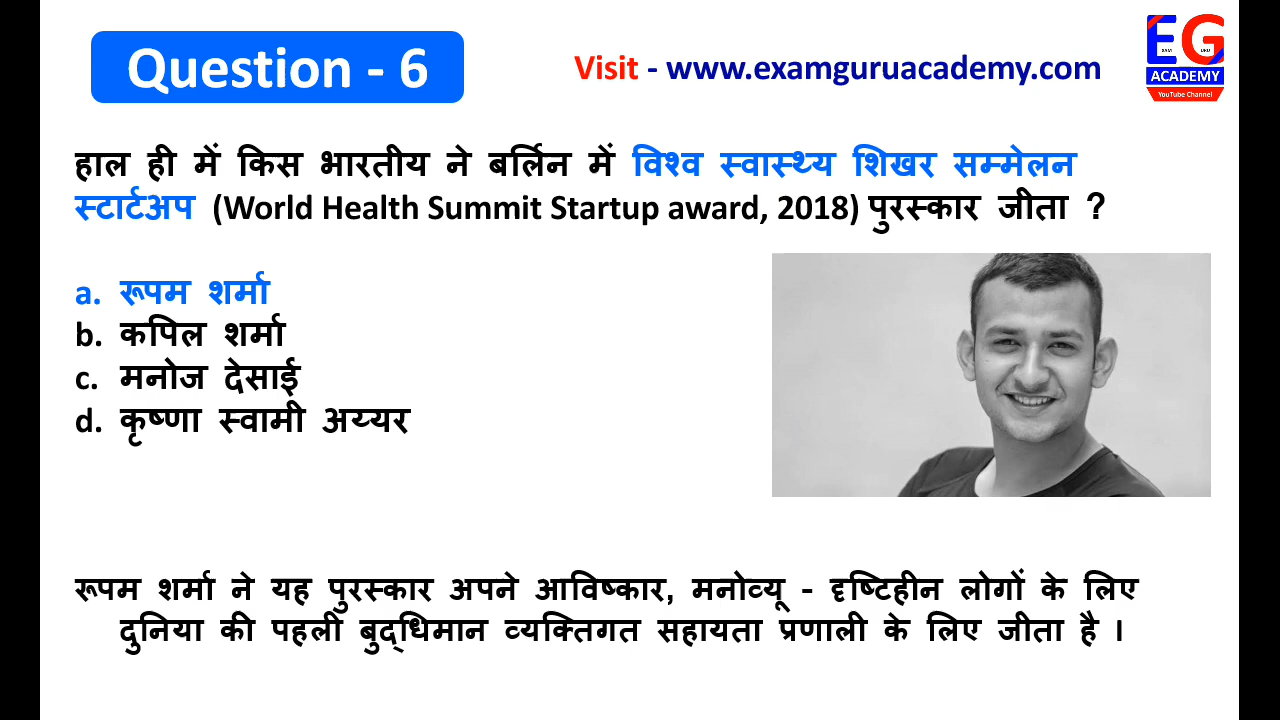 Question - 6
Visit - www.examguruacademy.com
EG
EXAM GURU
ACADEMY
YouTube Channel
हाल ही में किस भारतीय ने बर्लिन में विश्व स्वास्थ्य शिखर सम्मेलन
स्टार्टअप (World Health Summit Startup award, 2018) पुरस्कार जीता ?
a. रूपम शर्मा
b. कपिल शर्मा
c. मनोज देसाई
d. कृष्णा स्वामी अय्यर
रूपम शर्मा ने यह पुरस्कार अपने आविष्कार, मनोव्यू - दृष्टिहीन लोगों के लिए
दुनिया की पहली बुद्धिमान व्यक्तिगत सहायता प्रणाली के लिए जीता है ।